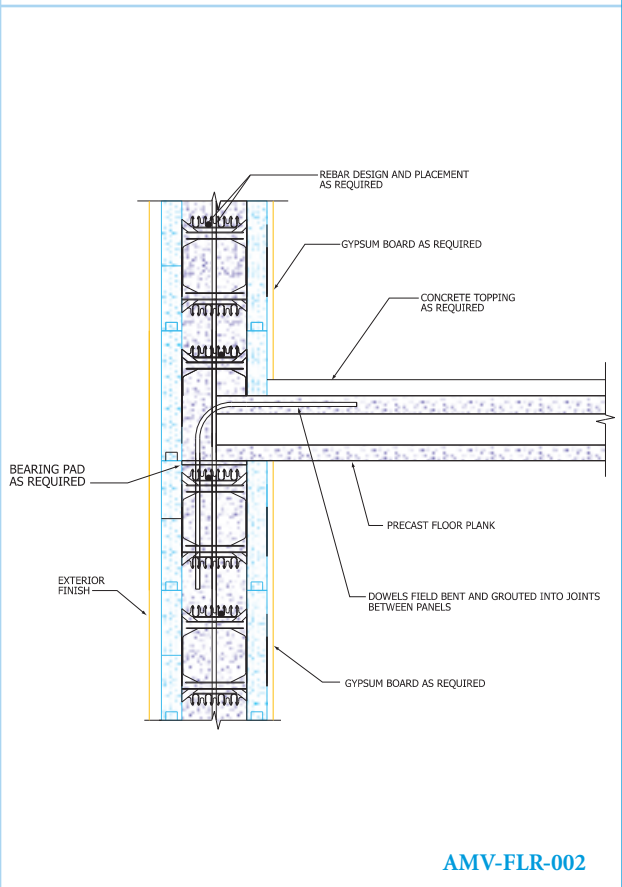 REBAR DESIGN AND PLACEMENT
AS REQUIRED
GYPSUM BOARD AS REQUIRED
CONCRETE TOPPING
AS REQUIRED
BEARING PAD
AS REQUIRED
PRECAST FLOOR PLANK
EXTERIOR
FINISH
DOWELS FIELD BENT AND GROUTED INTO JOINTS
BETWEEN PANELS
GYPSUM BOARD AS REQUIRED
AMV-FLR-002